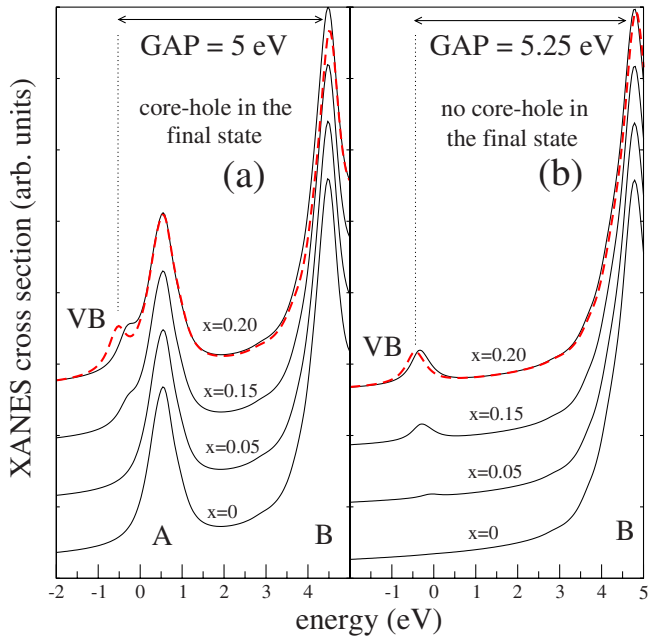 GAP = 5 eV
core-hole in the
final state
(a)
VB
x=0.20
x=0.15
x=0.05
x=0
A
B
GAP = 5.25 eV
no core-hole in
the final state
(b)
VB
x=0.20
x=0.15
x=0.05
x=0
B
XANES cross section (arb. units)
-2 -1 0 1 2 3 4 -1 0 1 2 3 4 5
energy (eV)